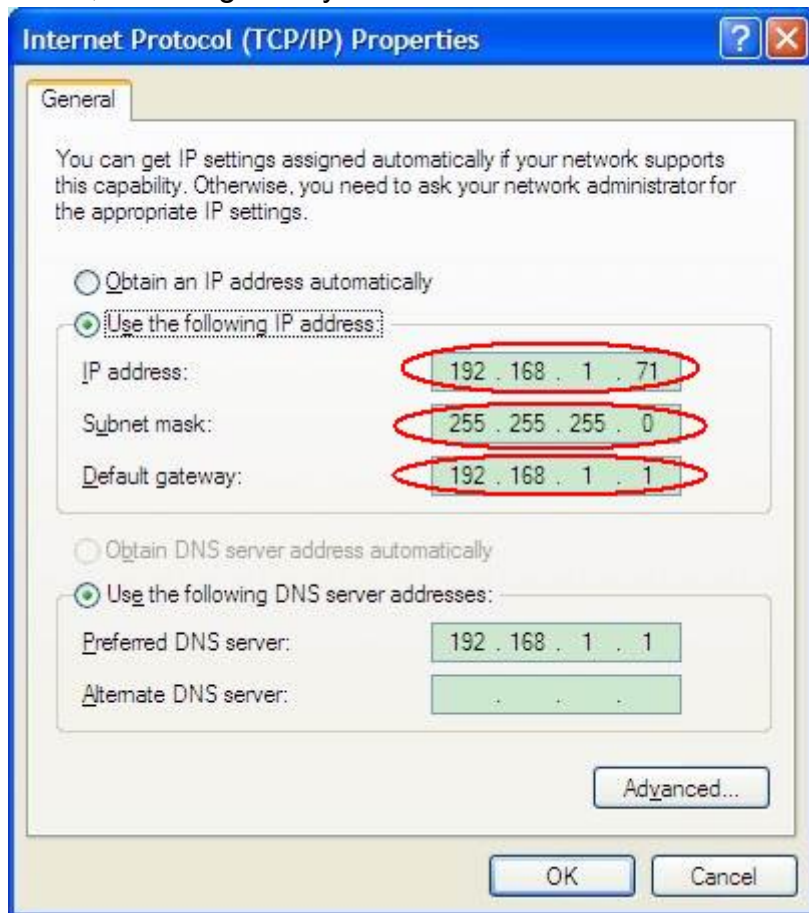 Internet Protocol (TCP/IP) Properties
General
You can get IP settings assigned automatically if your network supports
this capability. Otherwise, you need to ask your network administrator for
the appropriate IP settings.
Obtain an IP address automatically
Use the following IP address:
IP address: 192 . 168 . 1 . 71
Subnet mask: 255 . 255 . 255 . 0
Default gateway: 192 . 168 . 1 . 1
Obtain DNS server address automatically
Use the following DNS server addresses:
Preferred DNS server: 192 . 168 . 1 . 1
Alternate DNS server: . . .
Advanced...
OK Cancel